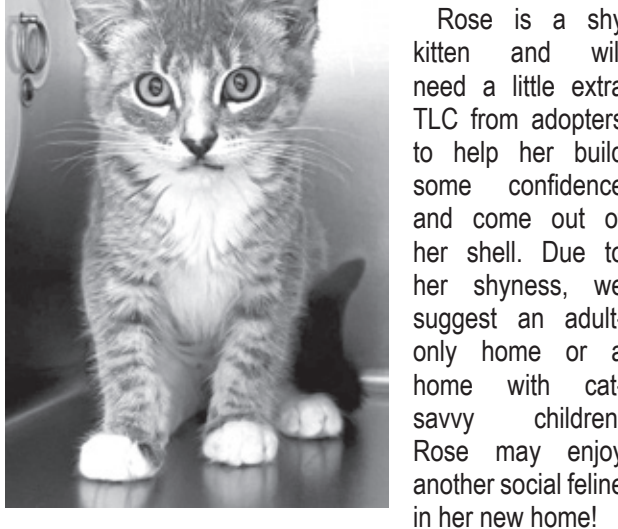 Rose is a shy
kitten and wil
need a little extra
TLC from adopters
to help her build
some confidence
and come out o
her shell. Due to
her shyness, we
suggest an adult-
only home or a
home with cat-
savvy children
Rose may enjoy
another social feline
in her new home!